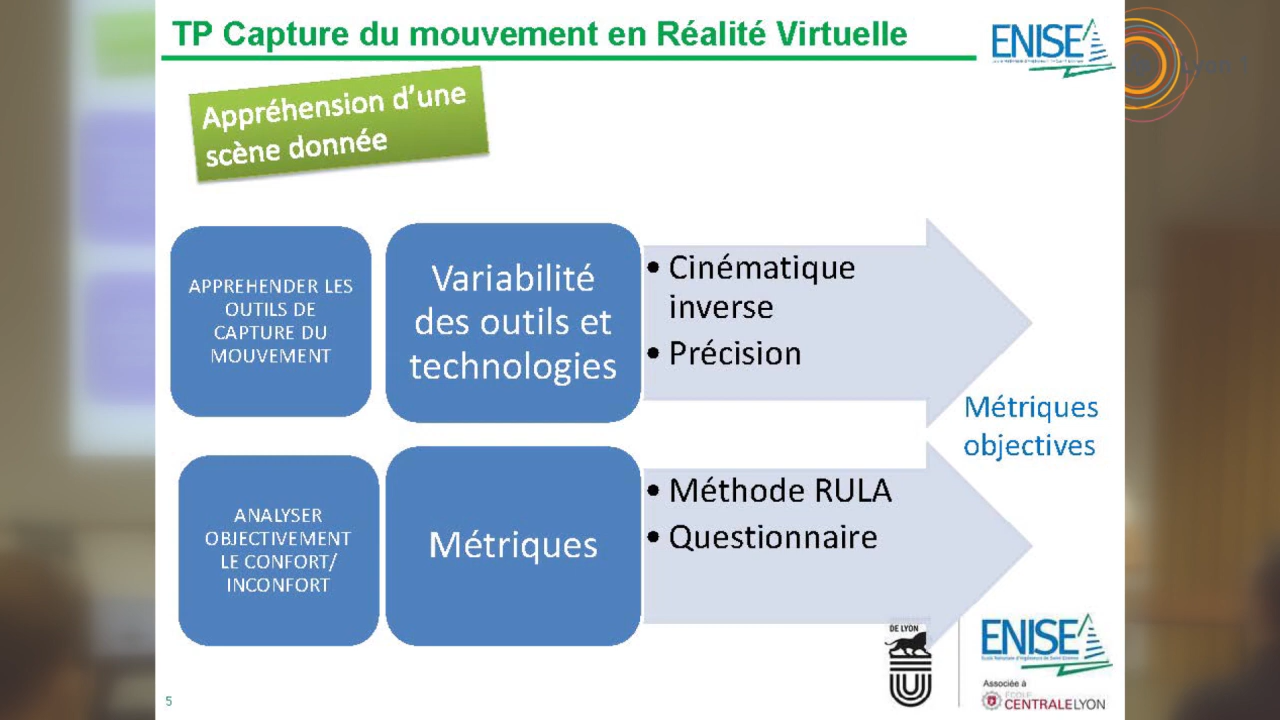 TP Capture du mouvement en Réalité Virtuelle
ENISE
Appréhension d’une
scène donnée
APPREHENDER LES
OUTILS DE
CAPTURE DU
MOUVEMENT
Variabilité
des outils et
technologies
• Cinématique
inverse
• Précision
Métriques
objectives
ANALYSER
OBJECTIVEMENT
LE CONFORT/
INCONFORT
Métriques
• Méthode RULA
• Questionnaire
DE LYON
ENISE
Associée à
ÉCOLE
CENTRALELYON
5